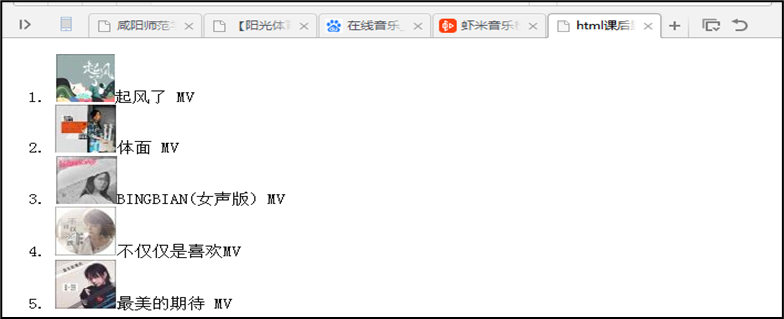 咸阳师范
【阳光体
在线音乐_
虾米音乐
html课后
1. 起风了 MV
2. 体面 MV
3. BINGBIAN(女声版) MV
4. 不仅仅是喜欢MV
5. 最美的期待 MV